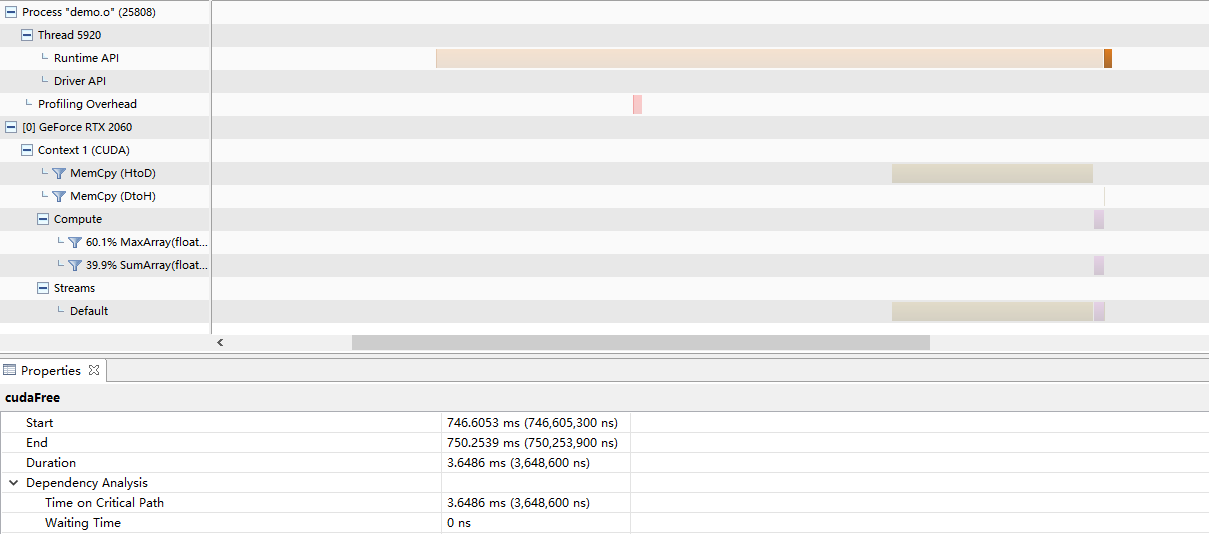 Process "demo.o" (25808)
Thread 5920
Runtime API
Driver API
Profiling Overhead
[0] GeForce RTX 2060
Context 1 (CUDA)
MemCpy (HtoD)
MemCpy (DtoH)
Compute
60.1% MaxArray(float...
39.9% SumArray(float...
Streams
Default
Properties
cudaFree
Start 746.6053 ms (746,605,300 ns)
End 750.2539 ms (750,253,900 ns)
Duration 3.6486 ms (3,648,600 ns)
Dependency Analysis
Time on Critical Path 3.6486 ms (3,648,600 ns)
Waiting Time 0 ns